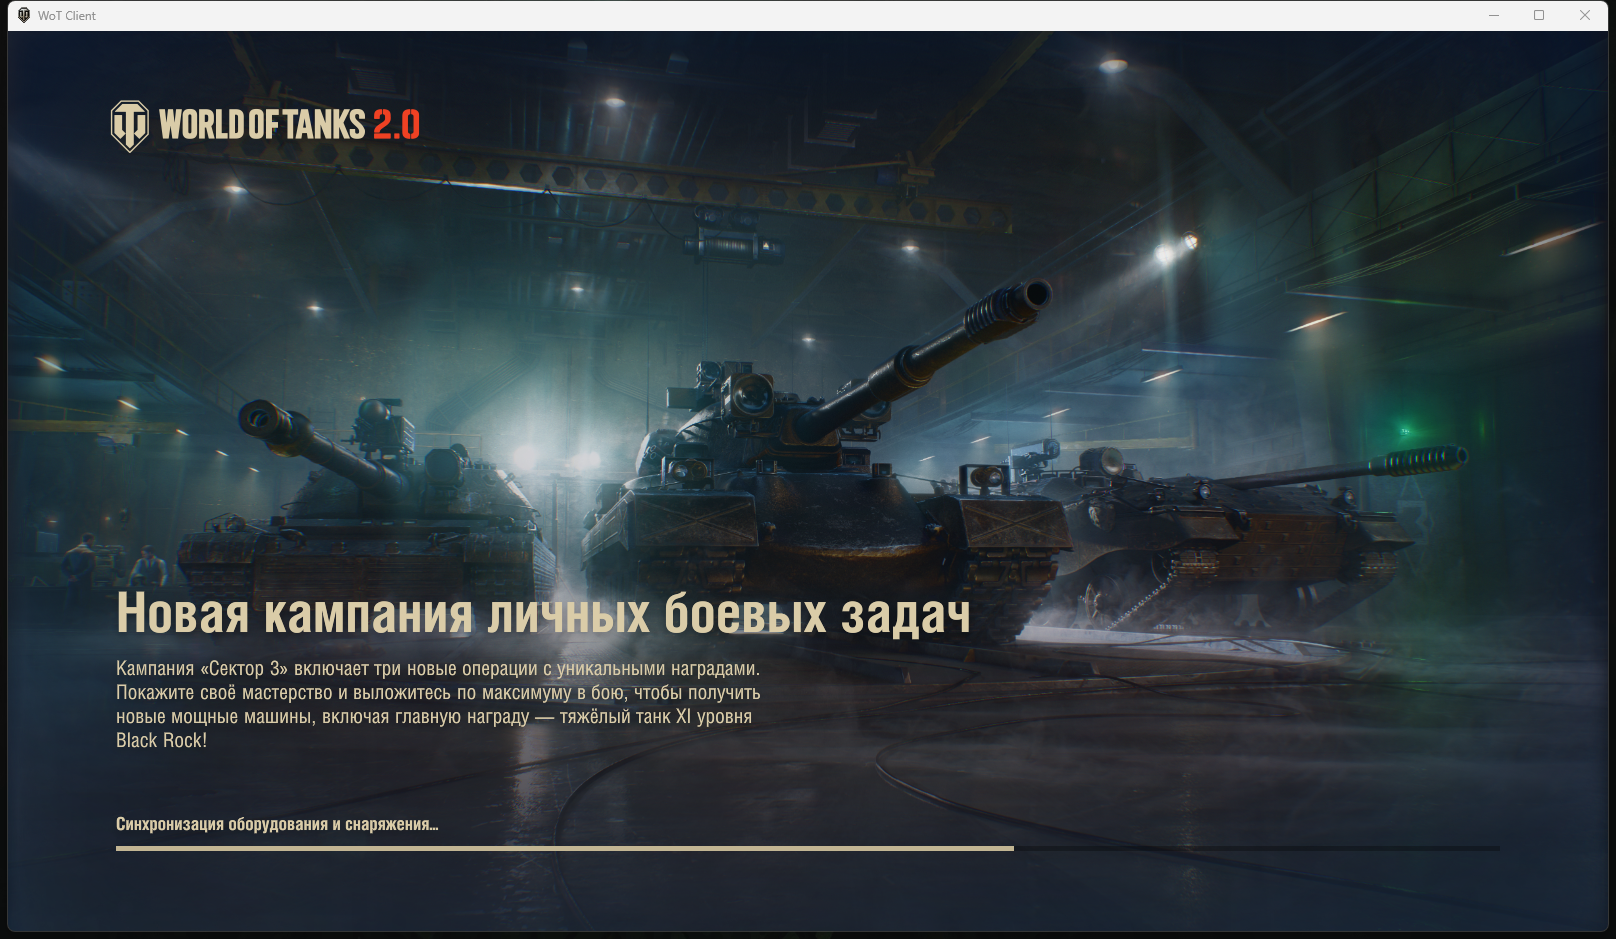 WoT Client
WORLD OF TANKS 2.0
Новая кампания личных боевых задач
Кампания «Сектор 3» включает три новые операции с уникальными наградами.
Покажите своё мастерство и выложитесь по максимуму в бою, чтобы получить
новые мощные машины, включая главную награду — тяжёлый танк XI уровня
Black Rock!
Синхронизация оборудования и снаряжения...